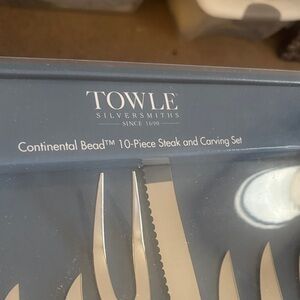 TOWLE
SILVERSMITHS
SINCE 1690
Continental Bead™ 10-Piece Steak and Carving Set